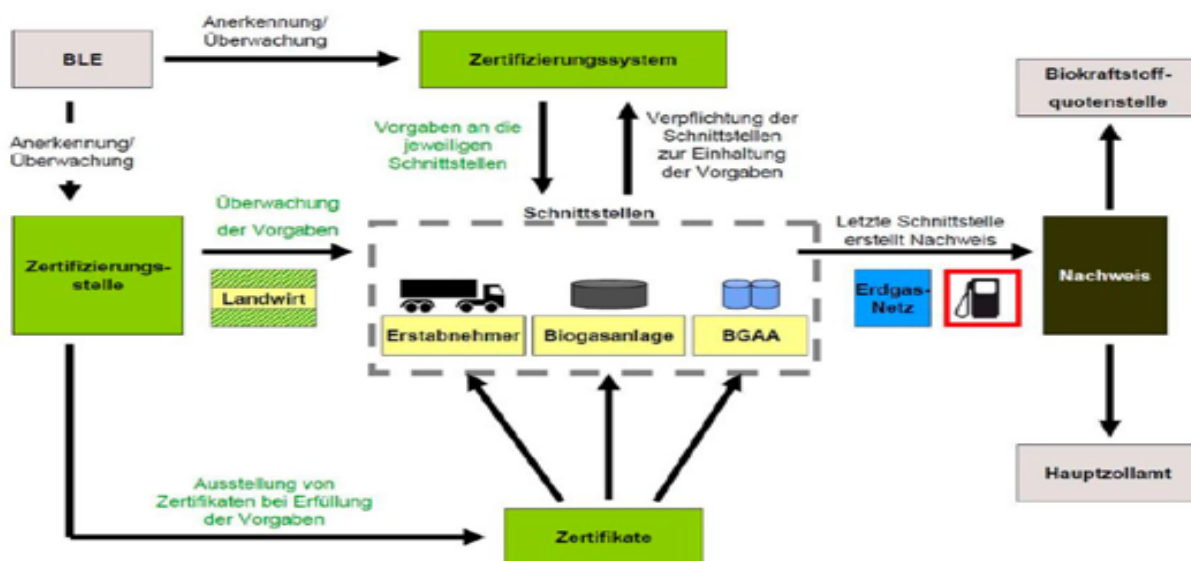 Anerkennung/
Überwachung
BLE
Zertifizierungssystem
Biokraftstoff-
quotenstelle
Anerkennung/
Überwachung
Vorgaben an die
jeweiligen
Schnittstellen
Verpflichtung der
Schnittstellen
zur Einhaltung
der Vorgaben
Überwachung
der Vorgaben
Schnittstellen
Letzte Schnittstelle
erstellt Nachweis
Zertifizierungs-
stelle
Landwirt
Erdgas-
Netz
Nachweis
Erstabnehmer
Biogasanlage
BGAA
Ausstellung von
Zertifikaten bei Erfüllung
der Vorgaben
Hauptzollamt
Zertifikate